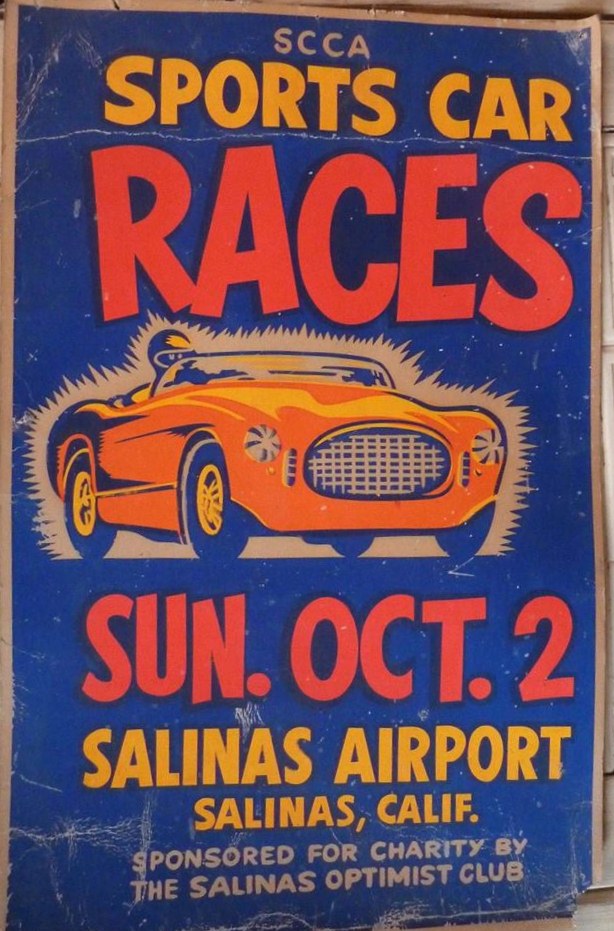 SCCA
SPORTS CAR
RACES
SUN. OCT. 2
SALINAS AIRPORT
SALINAS, CALIF.
SPONSORED FOR CHARITY BY
THE SALINAS OPTIMIST CLUB